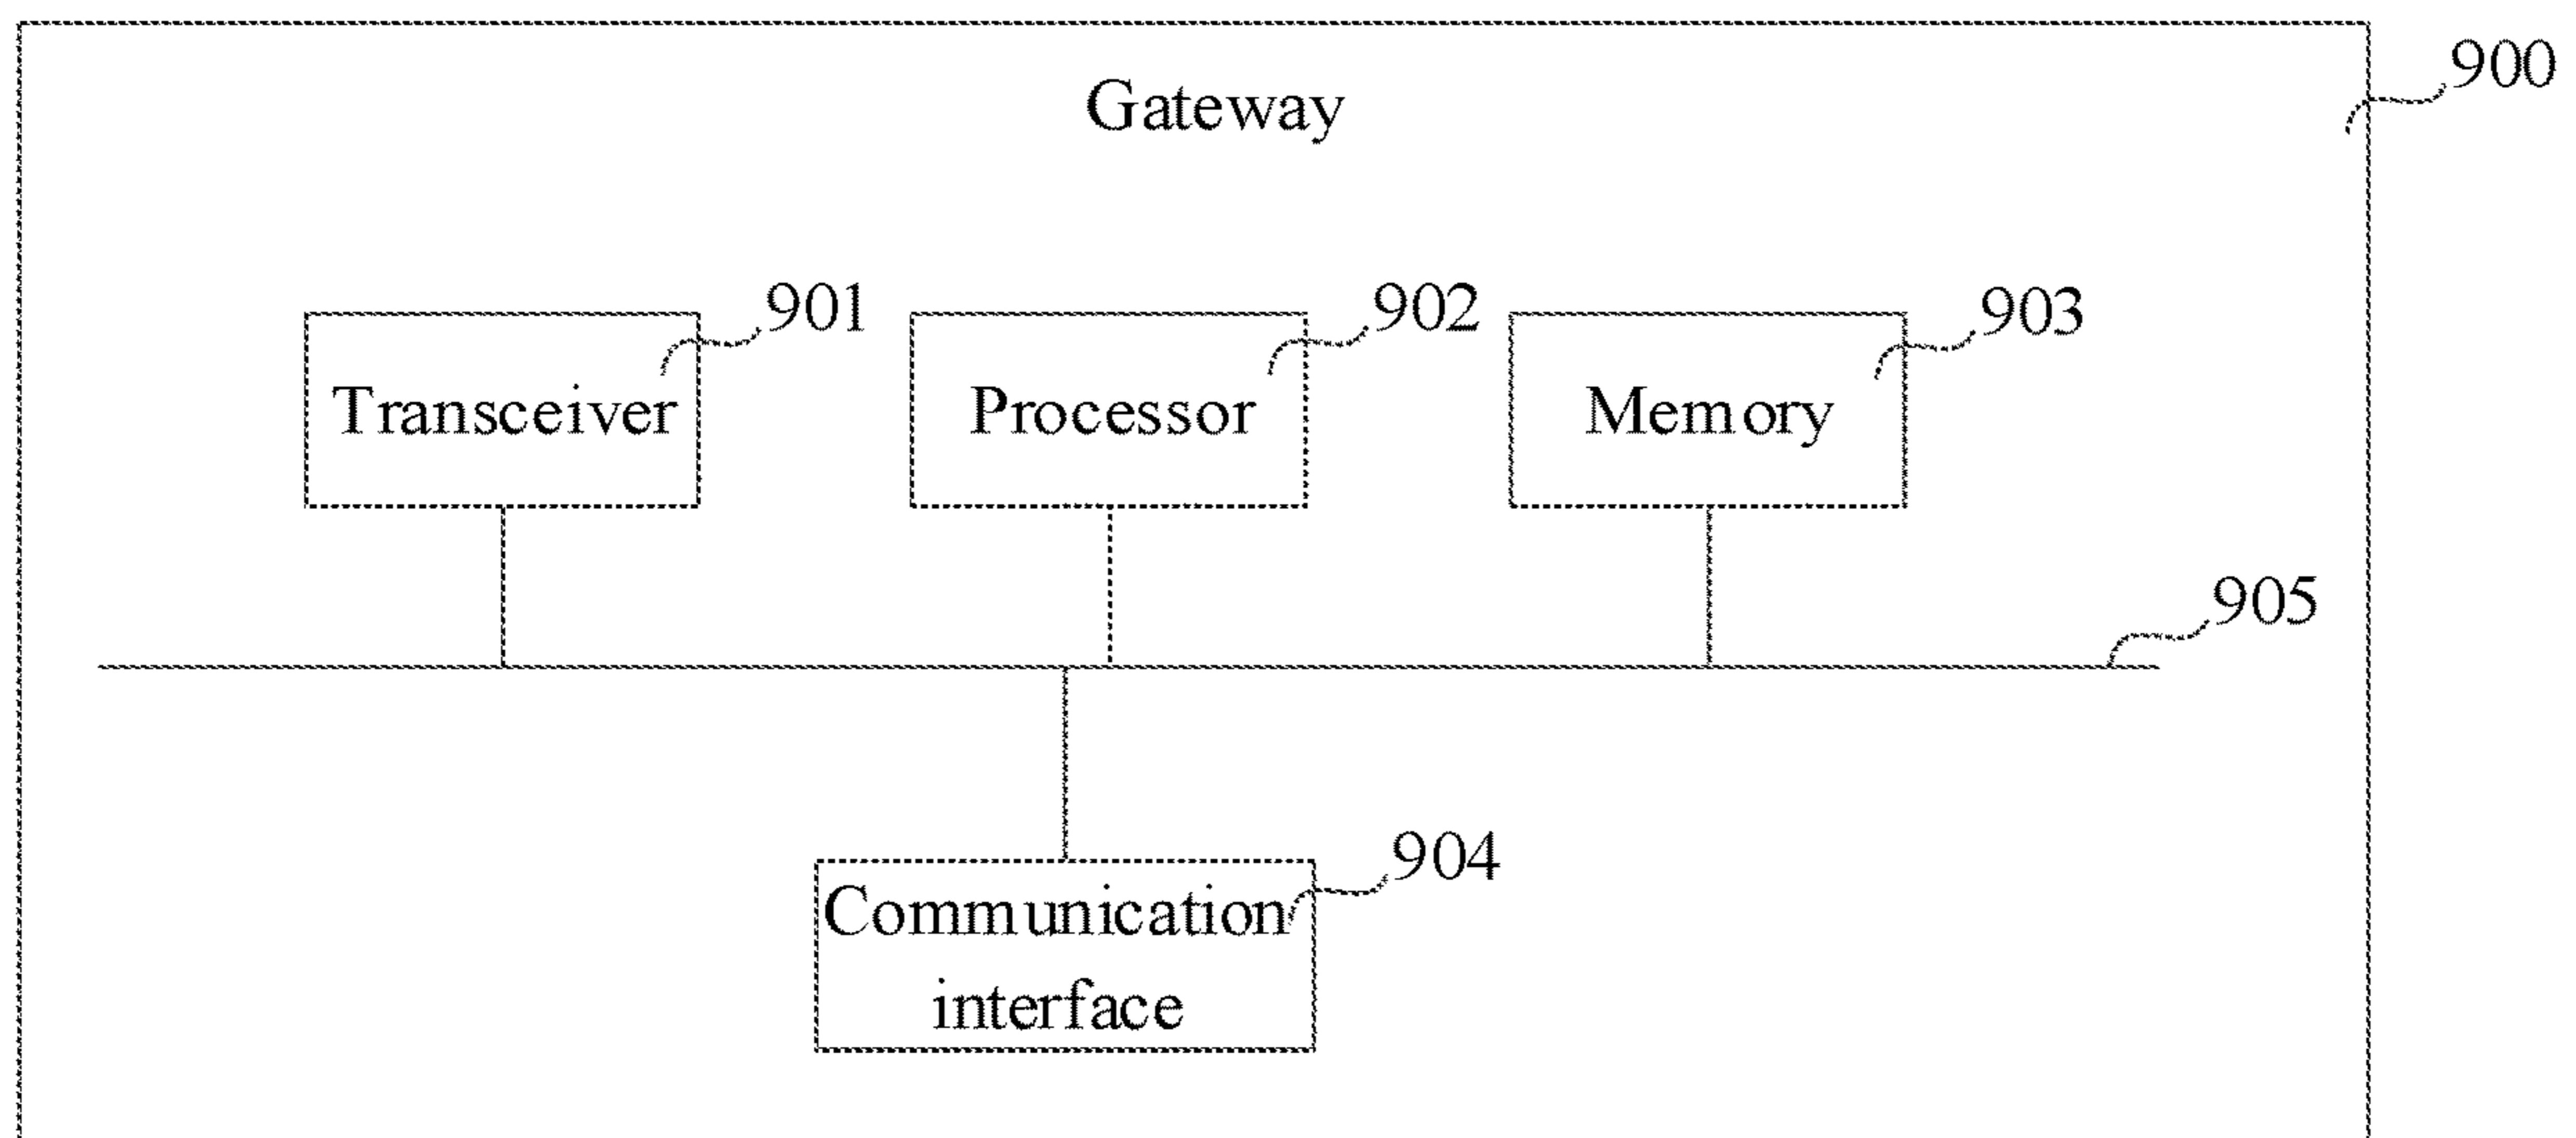 Gateway
900
Transceiver
901
Processor
902
Memory
903
905
Communication
interface
904